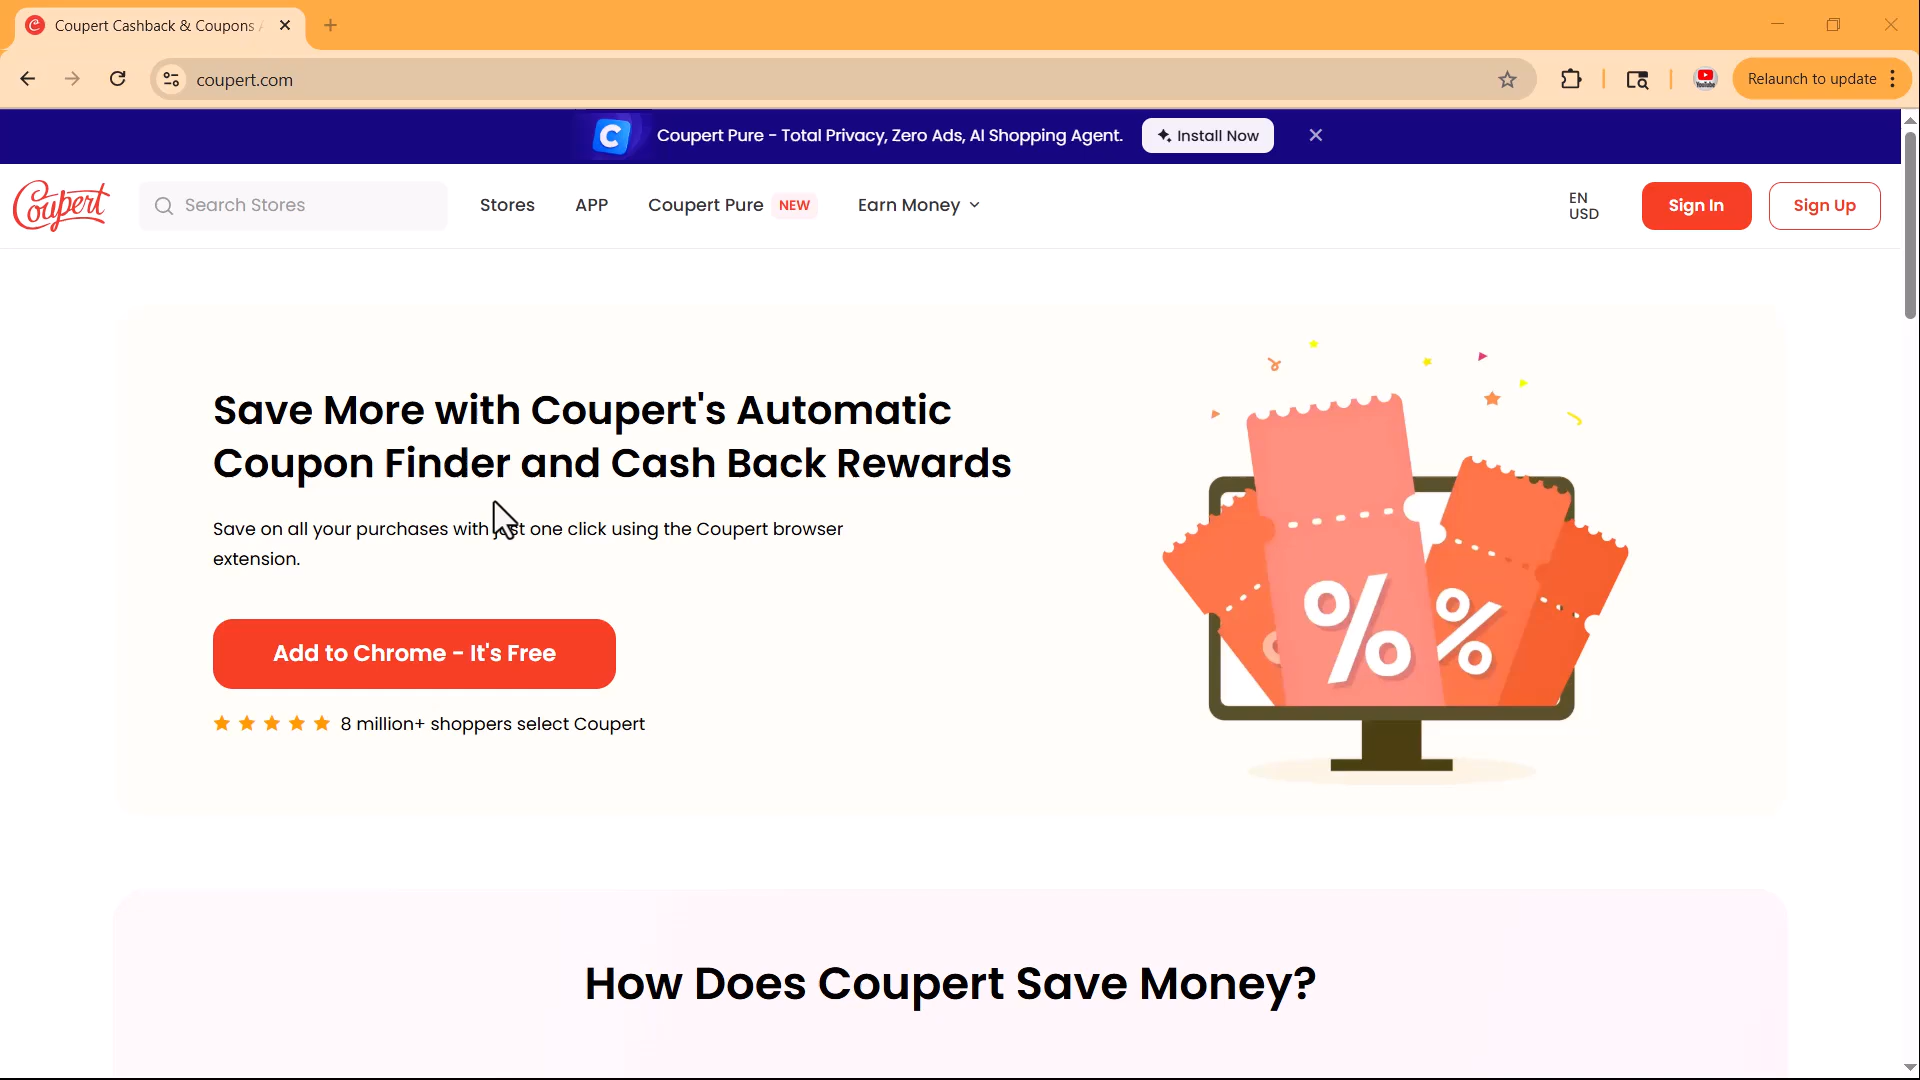 Coupert Cashback & Coupons
coupert.com
YouTube
Relaunch to update
C
Coupert Pure - Total Privacy, Zero Ads, AI Shopping Agent.
Install Now
Coupert
Search Stores
Stores
APP
Coupert Pure NEW
Earn Money
EN
USD
Sign In
Sign Up
Save More with Coupert's Automatic
Coupon Finder and Cash Back Rewards
Save on all your purchases with just one click using the Coupert browser
extension.
Add to Chrome - It's Free
8 million+ shoppers select Coupert
% %
How Does Coupert Save Money?